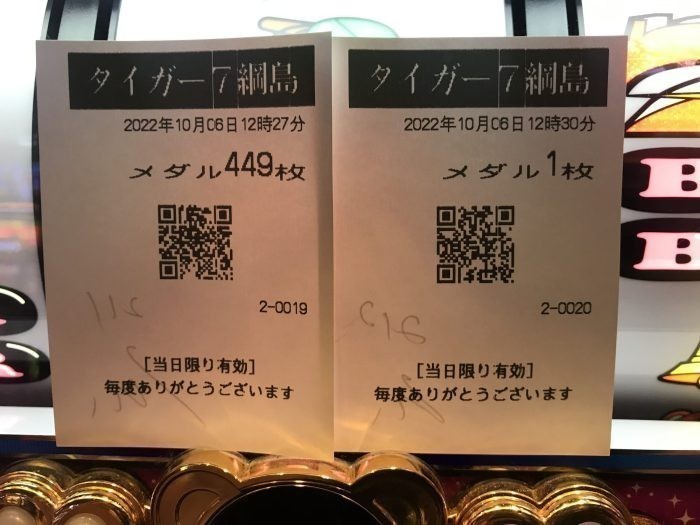 タイガー7綱島
2022年10月06日12時27分
メダル449枚
2-0019
[当日限り有効]
毎度ありがとうございます
タイガー7綱島
2022年10月06日12時30分
メダル1枚
2-0020
[当日限り有効]
毎度ありがとうございます
B
B